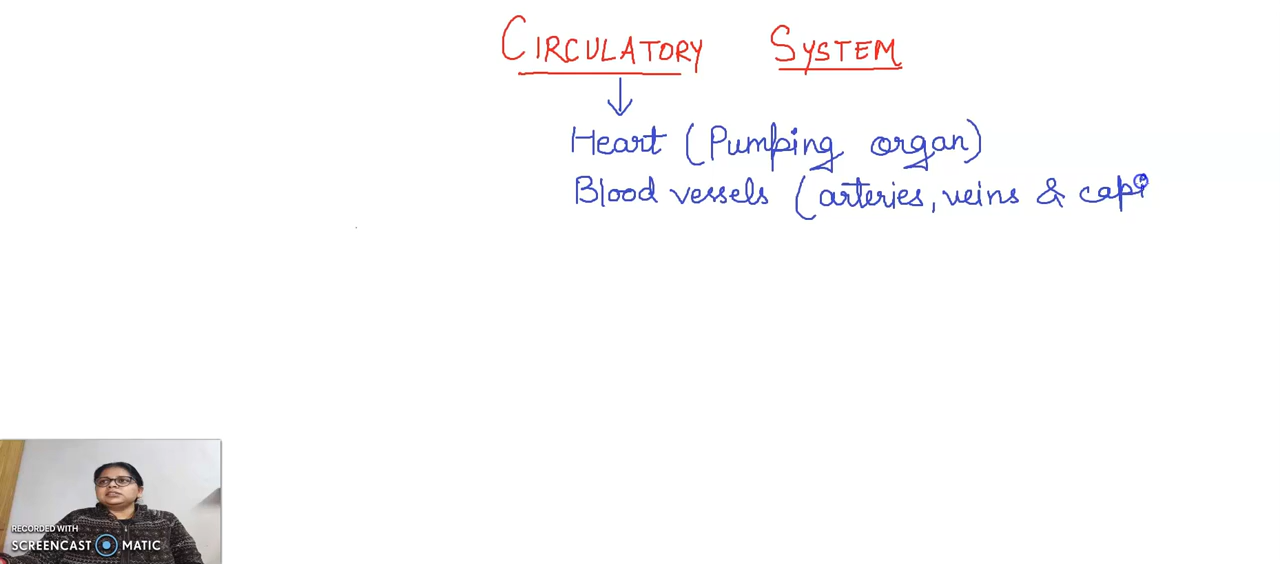 CIRCULATORY SYSTEM
Heart (Pumping organ)
Blood vessels (arteries, veins & capi
RECORDED WITH
SCREENCAST MATIC